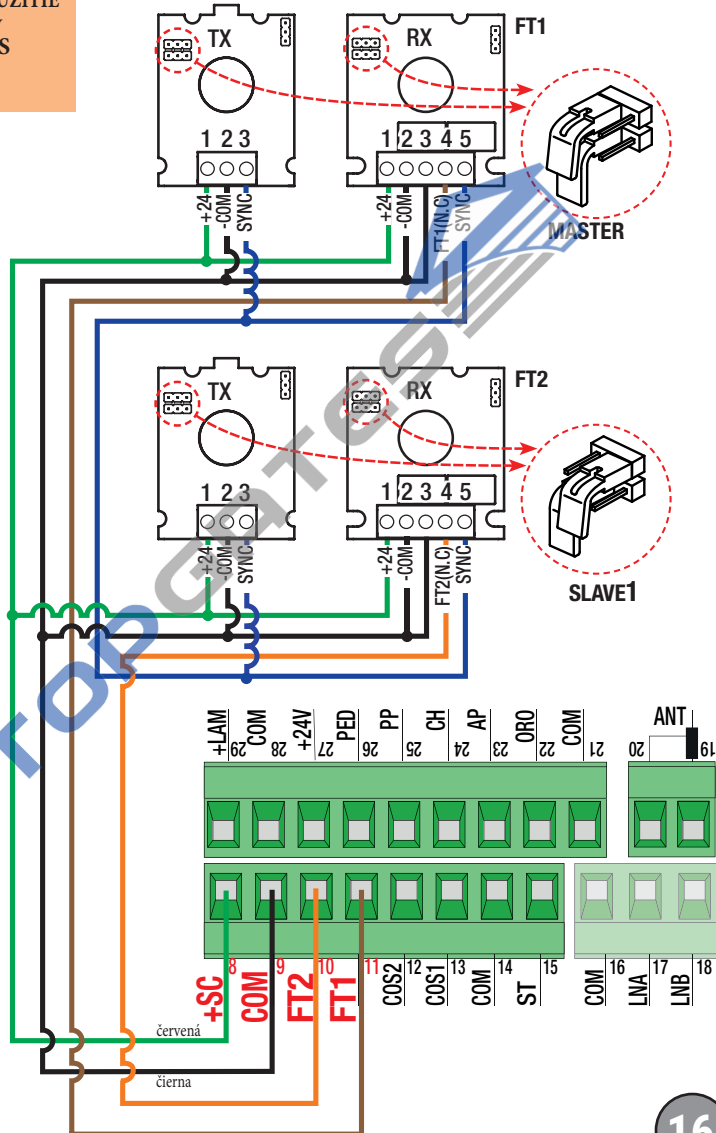 S
TX
RX
FT1
1 2 3
1 2 3 4 5
+24
-COM
SYNC
+24
-COM
FT1(N.C)
SYNC
MASTER
TX
RX
FT2
1 2 3
1 2 3 4 5
+24
-COM
SYNC
+24
-COM
FT2(N.C)
SYNC
SLAVE1
TOPGATES
+LAM
COM
+24V
PED
PP
CH
AP
ORO
COM
ANT
29
28
27
26
25
24
23
22
21
20
19
8
9
10
11
12
13
14
15
16
17
18
+SC
COM
FT2
FT1
COS2
COS1
COM
ST
COM
LNA
LNB
červená
čierna
16